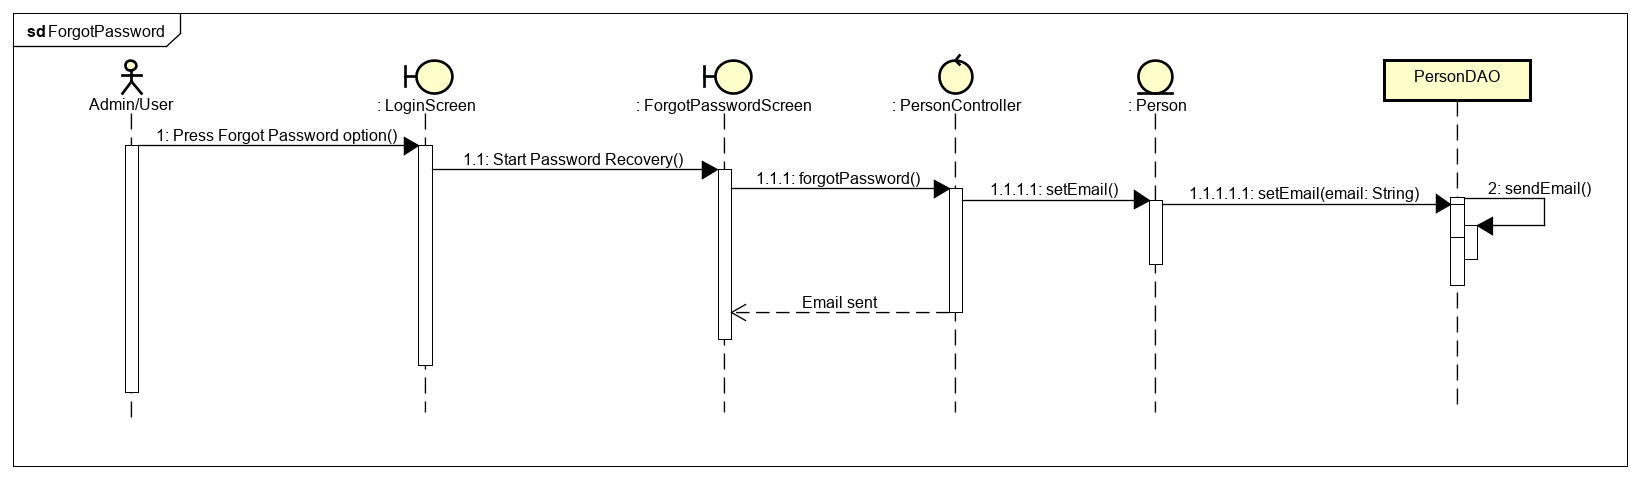 sd ForgotPassword
Admin/User
: LoginScreen
: ForgotPasswordScreen
: PersonController
: Person
PersonDAO
1: Press Forgot Password option()
1.1: Start Password Recovery()
1.1.1: forgotPassword()
1.1.1.1: setEmail()
1.1.1.1.1: setEmail(email: String)
2: sendEmail()
Email sent